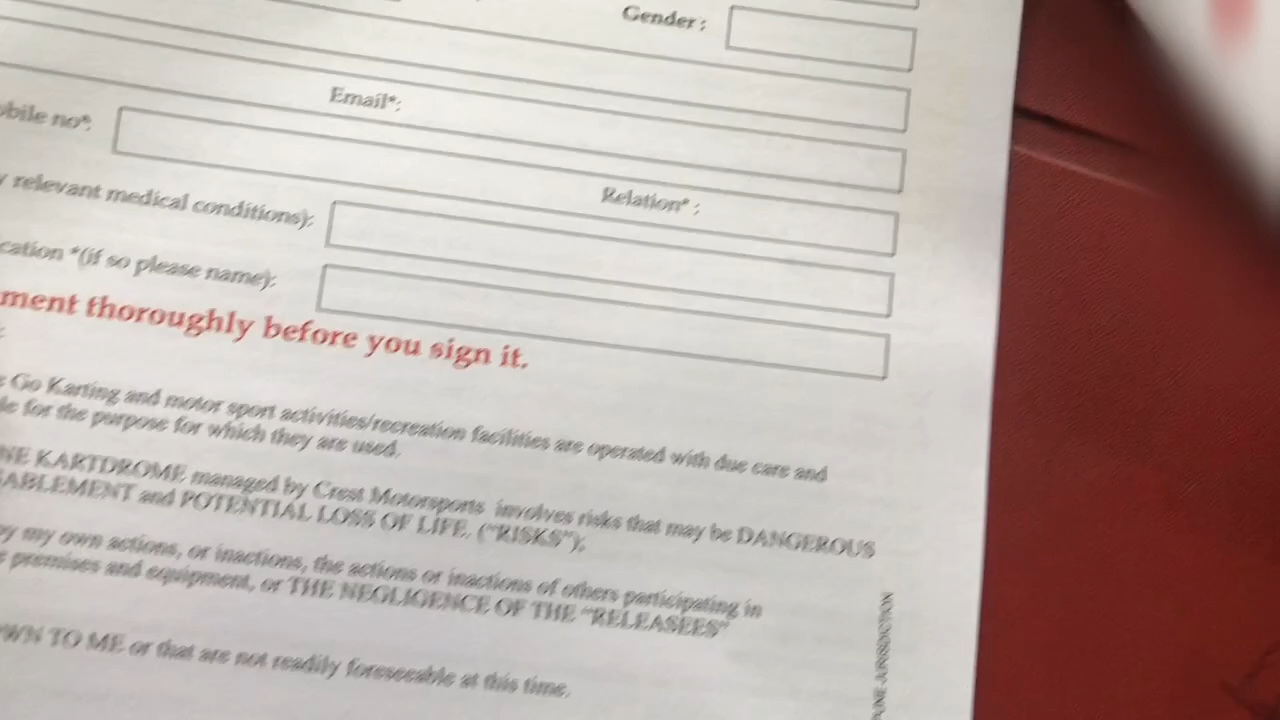 Gender :
Email*:
obile no*:
Relation* :
y relevant medical conditions):
cation *(if so please name):
ment thoroughly before you sign it.
Go Karting and motor sport activities/recreation facilities are operated with due care and
le for the purpose for which they are used.
NE KARTDROME managed by Crest Motorsports involves risks that may be DANGEROUS
ABLEMENT and POTENTIAL LOSS OF LIFE. ("RISKS");
by my own actions, or inactions, the actions or inactions of others participating in
premises and equipment, or THE NEGLIGENCE OF THE "RELEASEES"
WN TO ME or that are not readily foreseeable at this time.
PUNE-JURISDICTION